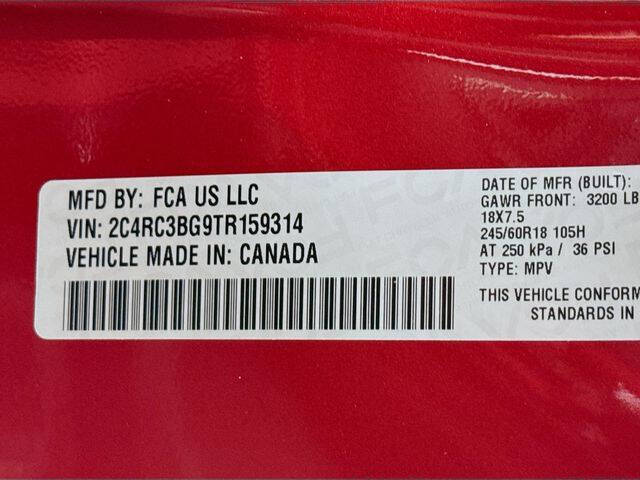 MFD BY: FCA US LLC
VIN: 2C4RC3BG9TR159314
VEHICLE MADE IN: CANADA
DATE OF MFR (BUILT):
GAWR FRONT: 3200 LB
18X7.5
245/60R18 105H
AT 250 kPa / 36 PSI
TYPE: MPV
THIS VEHICLE CONFORM
STANDARDS IN